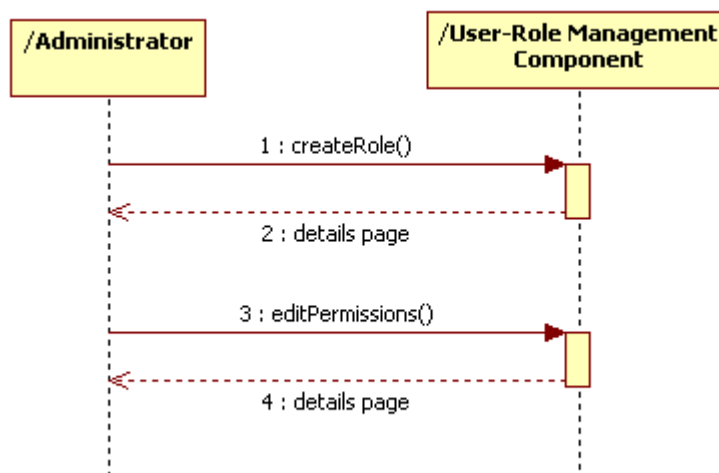 /Administrator
/User-Role Management
Component
1 : createRole()
2 : details page
3 : editPermissions()
4 : details page